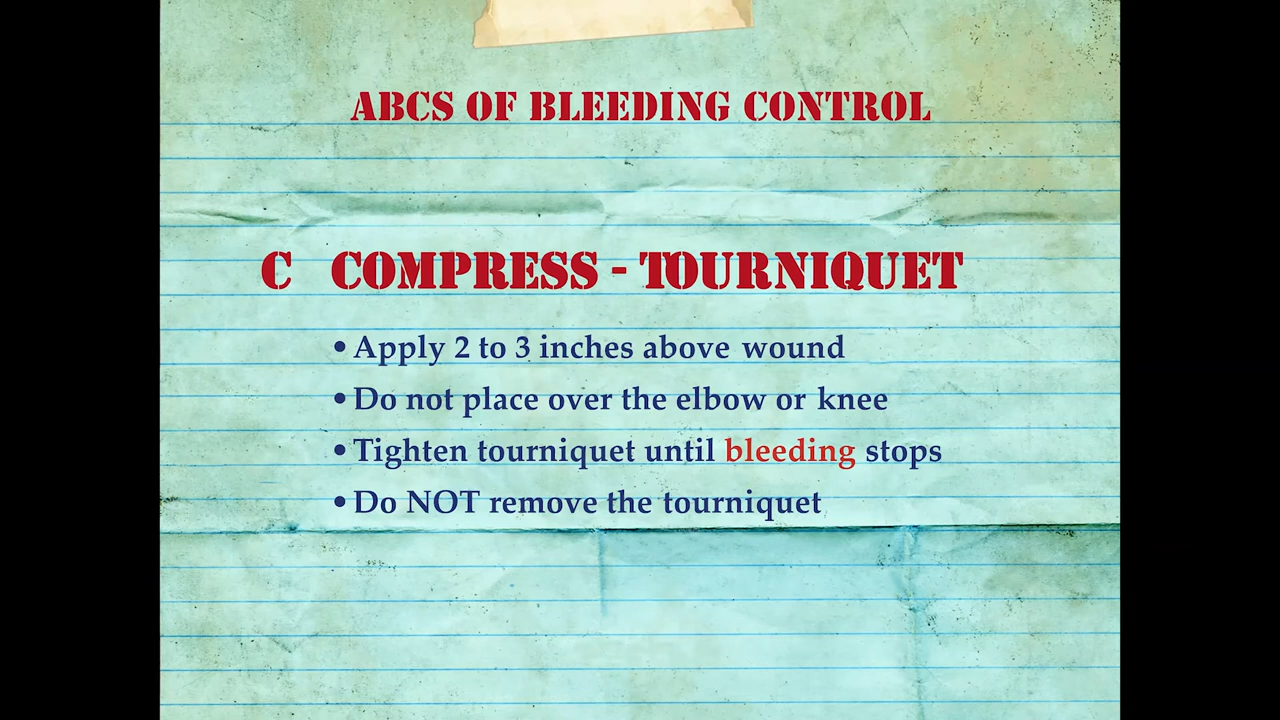 ABCS OF BLEEDING CONTROL
C COMPRESS - TOURNIQUET
• Apply 2 to 3 inches above wound
• Do not place over the elbow or knee
• Tighten tourniquet until bleeding stops
• Do NOT remove the tourniquet